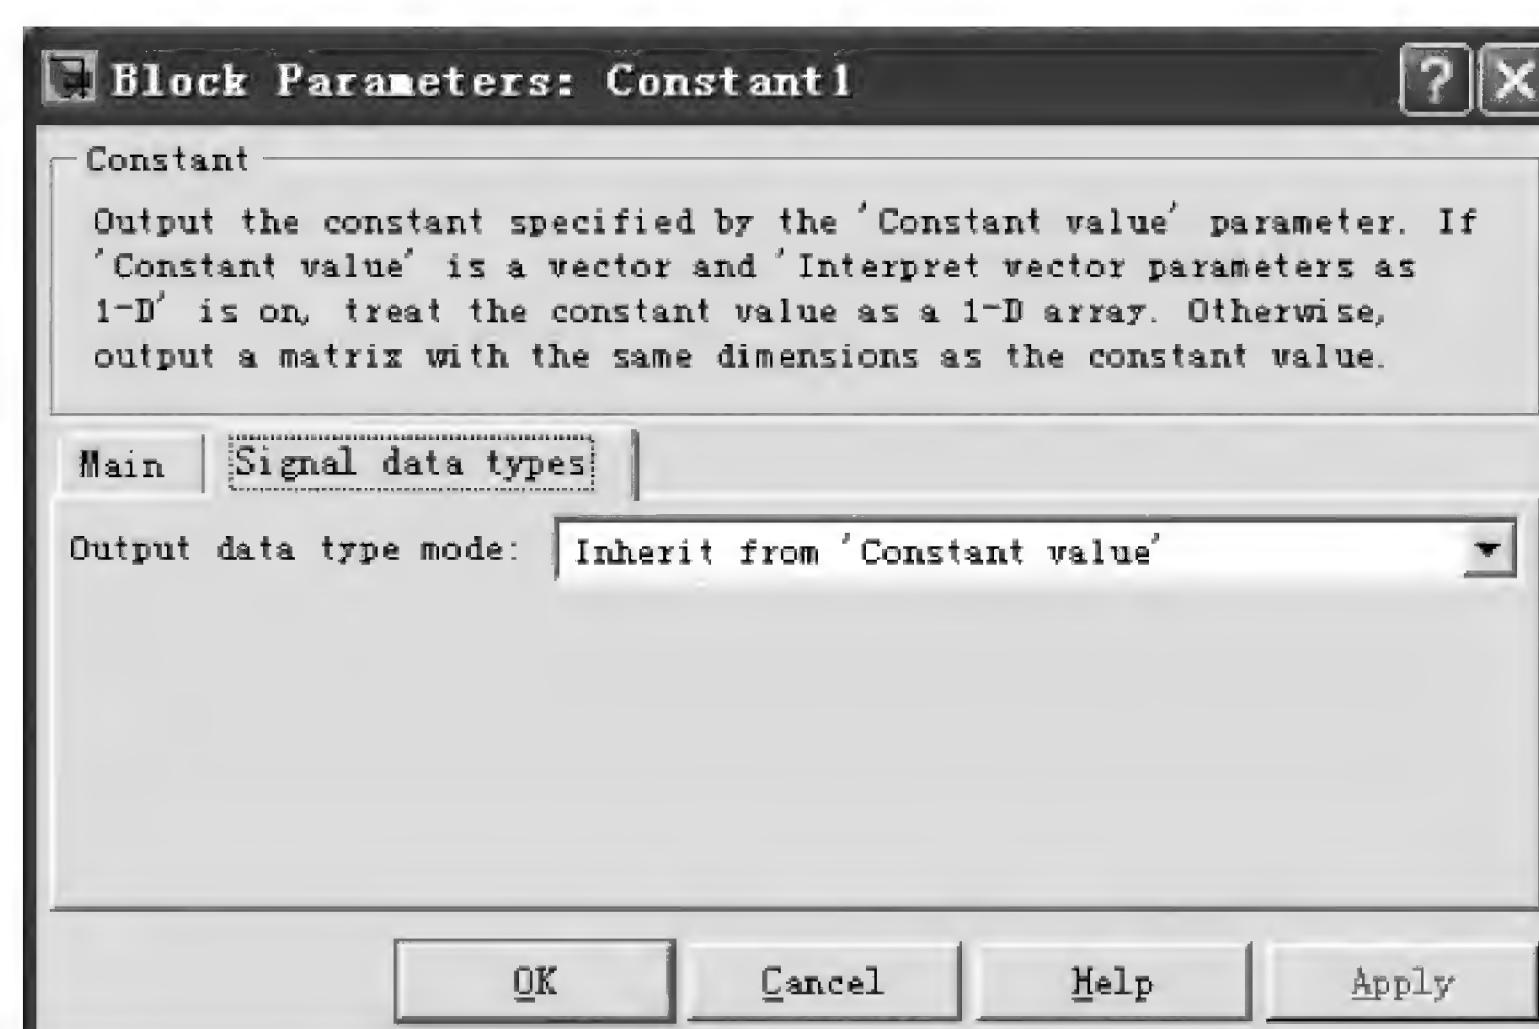 Block Parameters: Constant1
Constant
Output the constant specified by the 'Constant value' parameter. If
'Constant value' is a vector and 'Interpret vector parameters as
1-D' is on, treat the constant value as a 1-D array. Otherwise,
output a matrix with the same dimensions as the constant value.
Main Signal data types
Output data type mode: Inherit from 'Constant value'
OK Cancel Help Apply